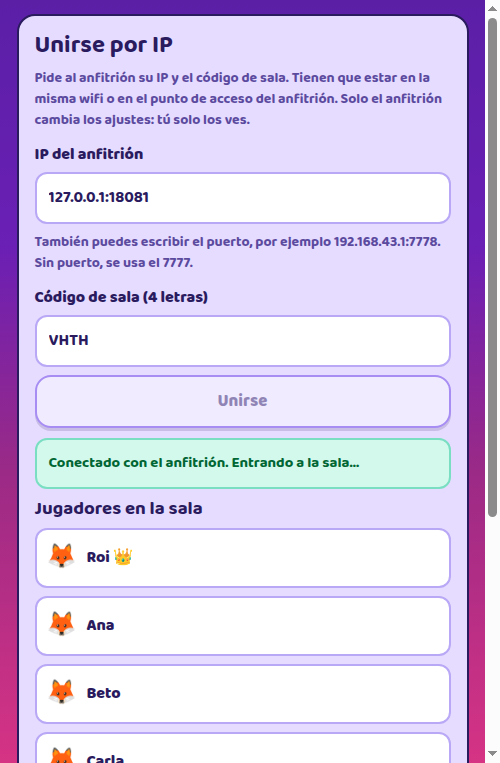 Unirse por IP
Pide al anfitrión su IP y el código de sala. Tienen que estar en la
misma wifi o en el punto de acceso del anfitrión. Solo el anfitrión
cambia los ajustes: tú solo los ves.
IP del anfitrión
127.0.0.1:18081
También puedes escribir el puerto, por ejemplo 192.168.43.1:7778.
Sin puerto, se usa el 7777.
Código de sala (4 letras)
VHTH
Unirse
Conectado con el anfitrión. Entrando a la sala...
Jugadores en la sala
Roi 👑
Ana
Beto
Carla